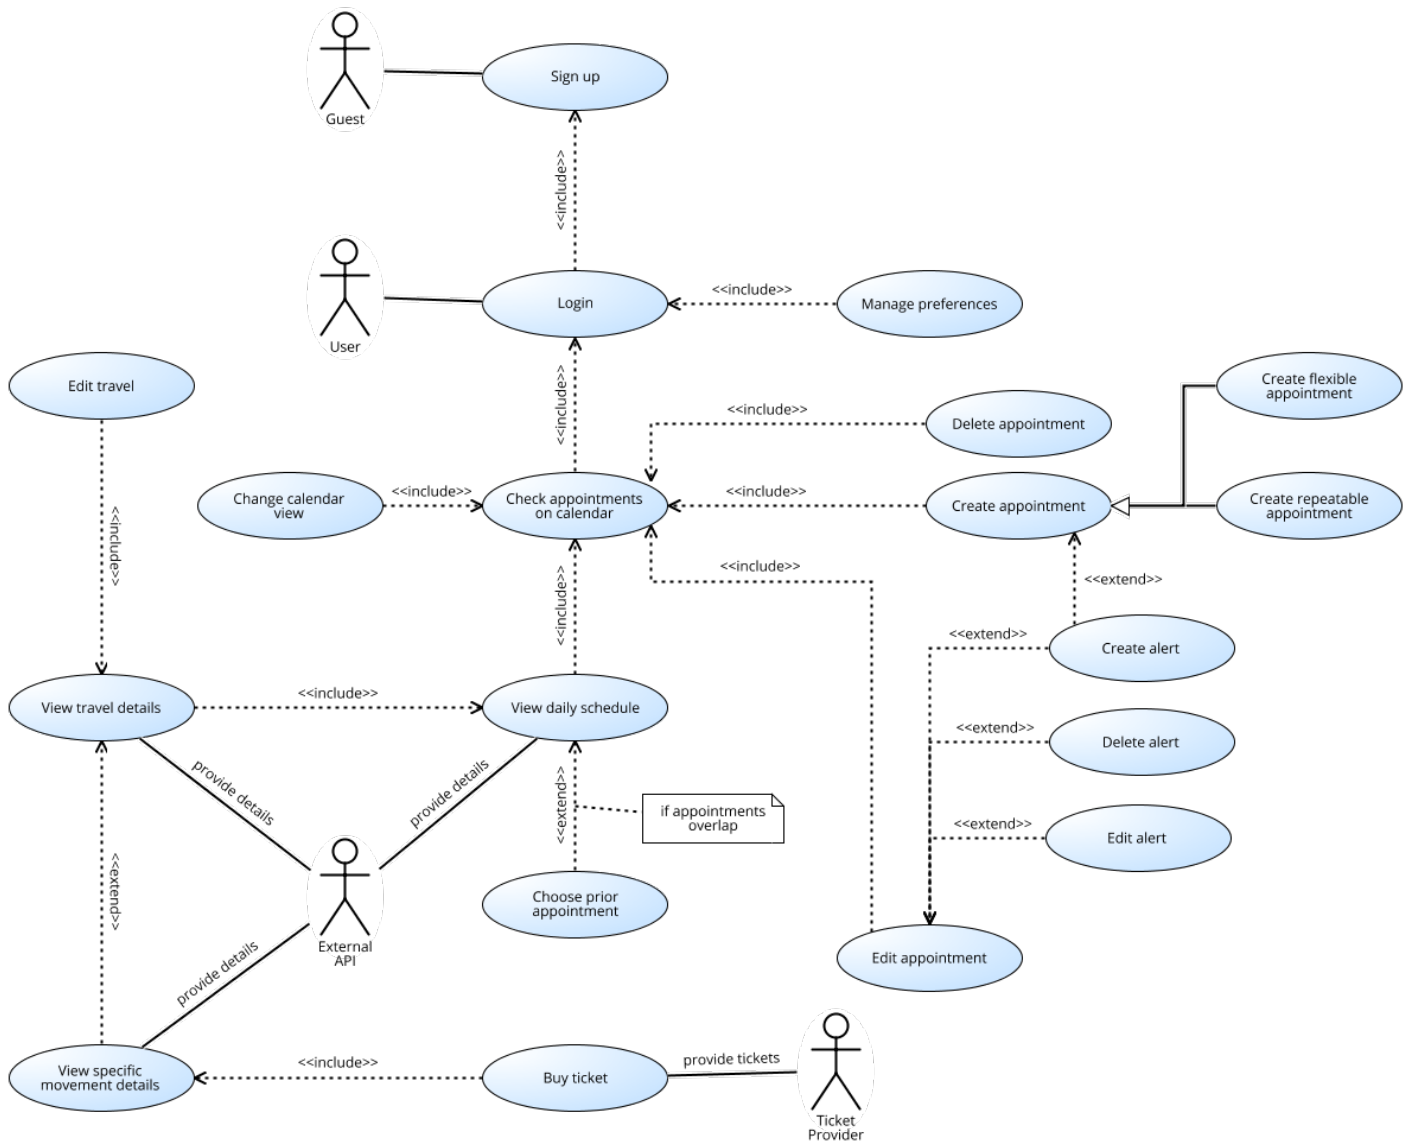 Sign up
Guest
<<include>>
User
Login
<<include>>
Manage preferences
Edit travel
<<include>>
<<include>>
Delete appointment
Create flexible
appointment
Change calendar
view
<<include>>
Check appointments
on calendar
<<include>>
Create appointment
Create repeatable
appointment
<<include>>
<<include>>
<<include>>
<<extend>>
<<extend>>
Create alert
View travel details
<<include>>
View daily schedule
<<extend>>
Delete alert
provide details
provide details
<<extend>>
if appointments
overlap
<<extend>>
Edit alert
<<extend>>
Choose prior
appointment
External
API
provide details
Edit appointment
View specific
movement details
<<include>>
Buy ticket
provide tickets
Ticket
Provider